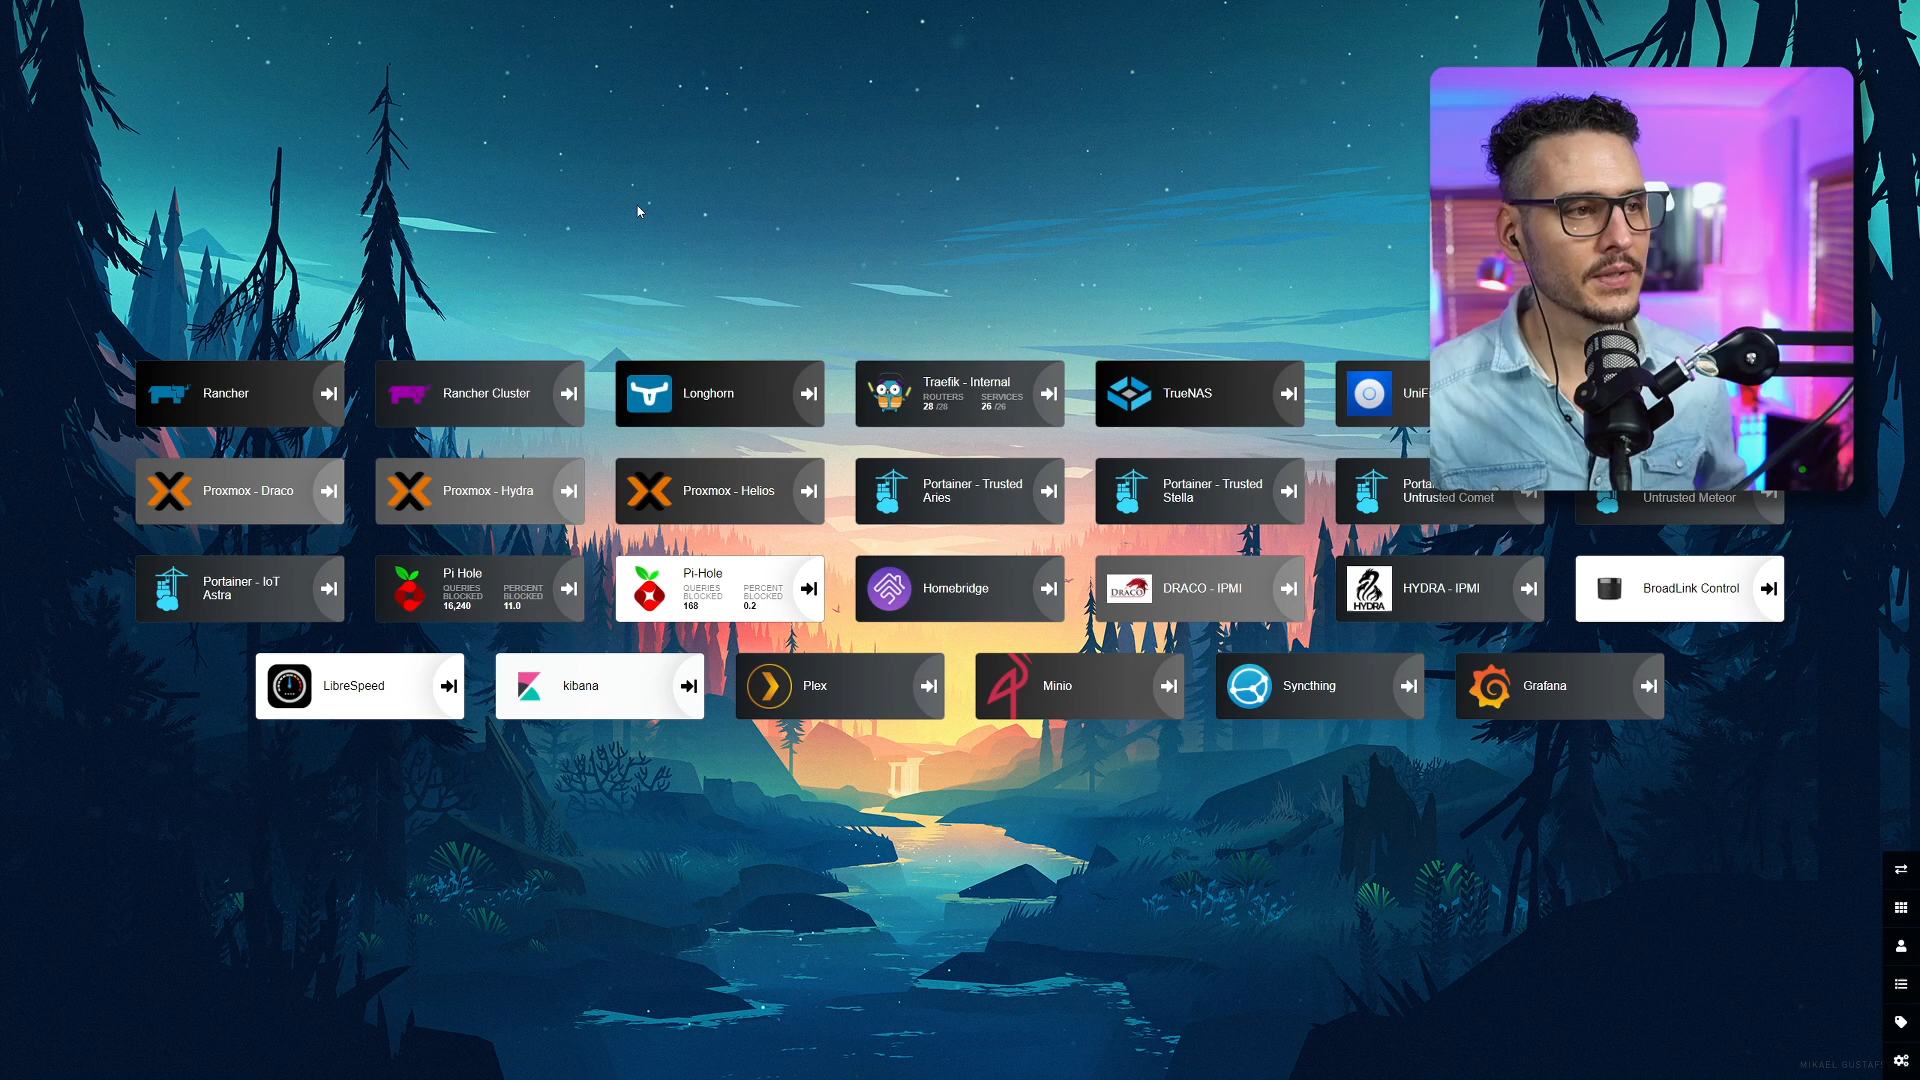 Rancher
Rancher Cluster
Longhorn
Traefik - Internal
ROUTERS SERVICES
28 /28 26 /26
TrueNAS
Proxmox - Draco
Proxmox - Hydra
Proxmox - Helios
Portainer - Trusted
Aries
Portainer - Trusted
Stella
Untrusted Comet
Untrusted Meteor
Portainer - IoT
Astra
Pi Hole
QUERIES PERCENT
BLOCKED BLOCKED
16,240 11.0
Pi-Hole
QUERIES PERCENT
BLOCKED BLOCKED
168 0.2
Homebridge
DRACO
DRACO - IPMI
HYDRA
HYDRA - IPMI
BroadLink Control
LibreSpeed
kibana
Plex
Minio
Syncthing
Grafana
MIKAEL